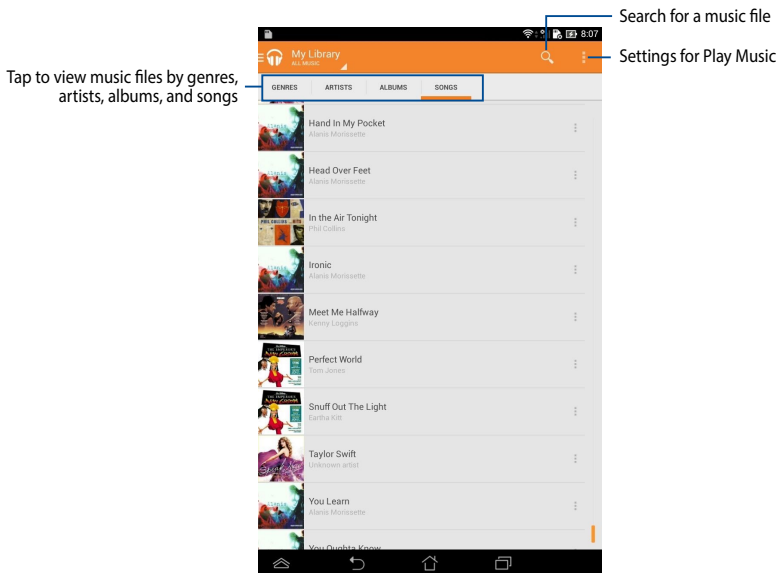 Search for a music file
8:07
Settings for Play Music
My Library
ALL MUSIC
Tap to view music files by genres,
artists, albums, and songs
GENRES ARTISTS ALBUMS SONGS
Hand In My Pocket
Alanis Morissette
Head Over Feet
Alanis Morissette
In the Air Tonight
Phil Collins
PHIL COLLINS ...HITS
Ironic
Alanis Morissette
Meet Me Halfway
Kenny Loggins
Perfect World
Tom Jones
Snuff Out The Light
Eartha Kitt
Taylor Swift
Unknown artist
You Learn
Alanis Morissette
You Oughta Know